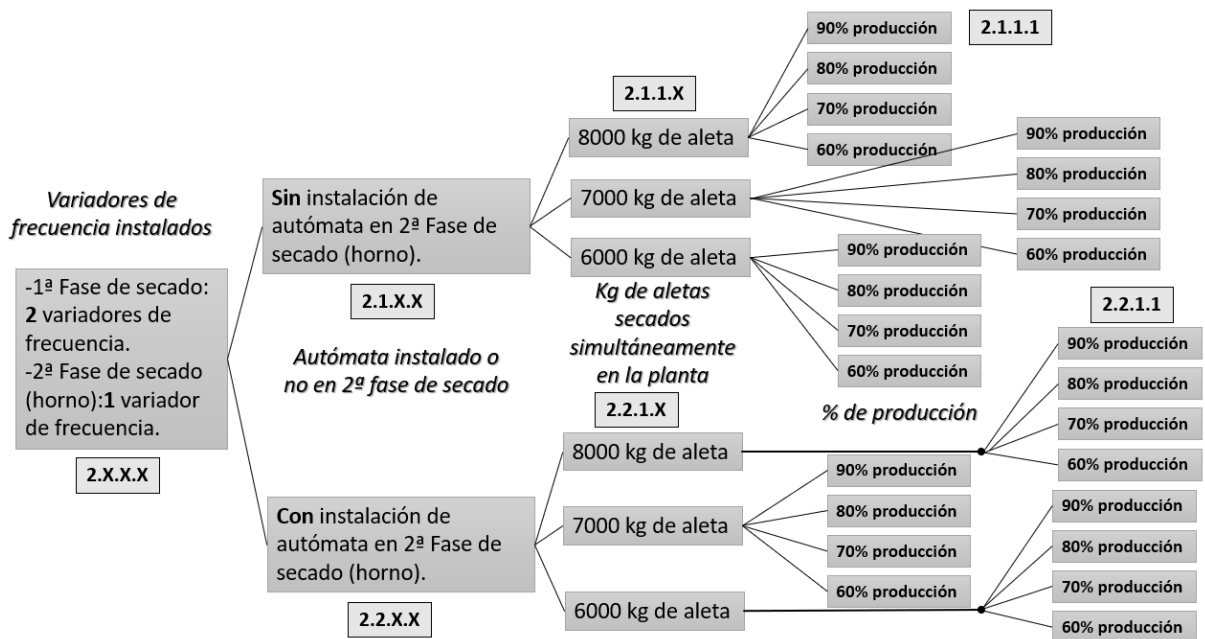 Variadores de
frecuencia instalados
-1ª Fase de secado:
2 variadores de
frecuencia.
-2ª Fase de secado
(horno):1 variador
de frecuencia.
2.X.X.X
Sin instalación de
autómata en 2ª Fase de
secado (horno).
2.1.X.X
Autómata instalado o
no en 2ª fase de secado
Con instalación de
autómata en 2ª Fase de
secado (horno).
2.2.X.X
2.1.1.X
8000 kg de aleta
7000 kg de aleta
6000 kg de aleta
Kg de aletas
secados
simultáneamente
en la planta
2.2.1.X
8000 kg de aleta
7000 kg de aleta
6000 kg de aleta
90% producción
2.1.1.1
80% producción
70% producción
60% producción
90% producción
80% producción
70% producción
60% producción
90% producción
80% producción
70% producción
60% producción
% de producción
2.2.1.1
90% producción
80% producción
70% producción
60% producción
90% producción
80% producción
70% producción
60% producción
90% producción
80% producción
70% producción
60% producción